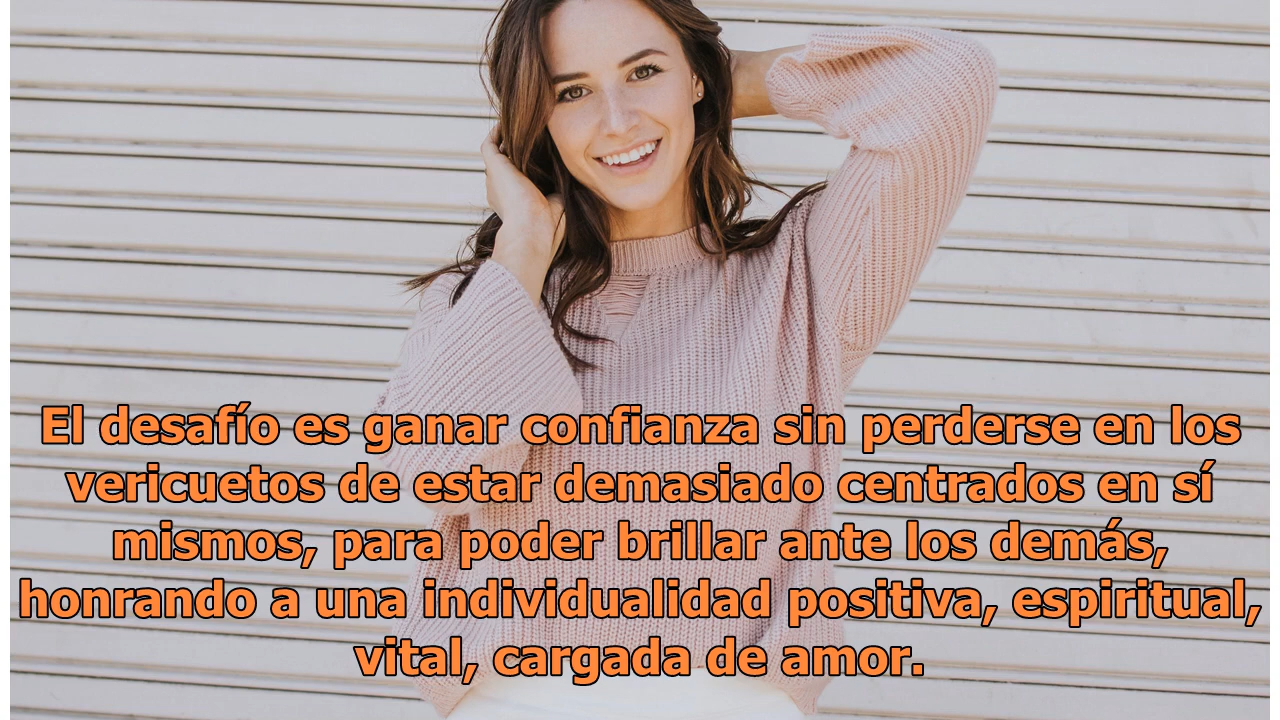 El desafío es ganar confianza sin perderse en los
vericuetos de estar demasiado centrados en sí
mismos, para poder brillar ante los demás,
honrando a una individualidad positiva, espiritual,
vital, cargada de amor.